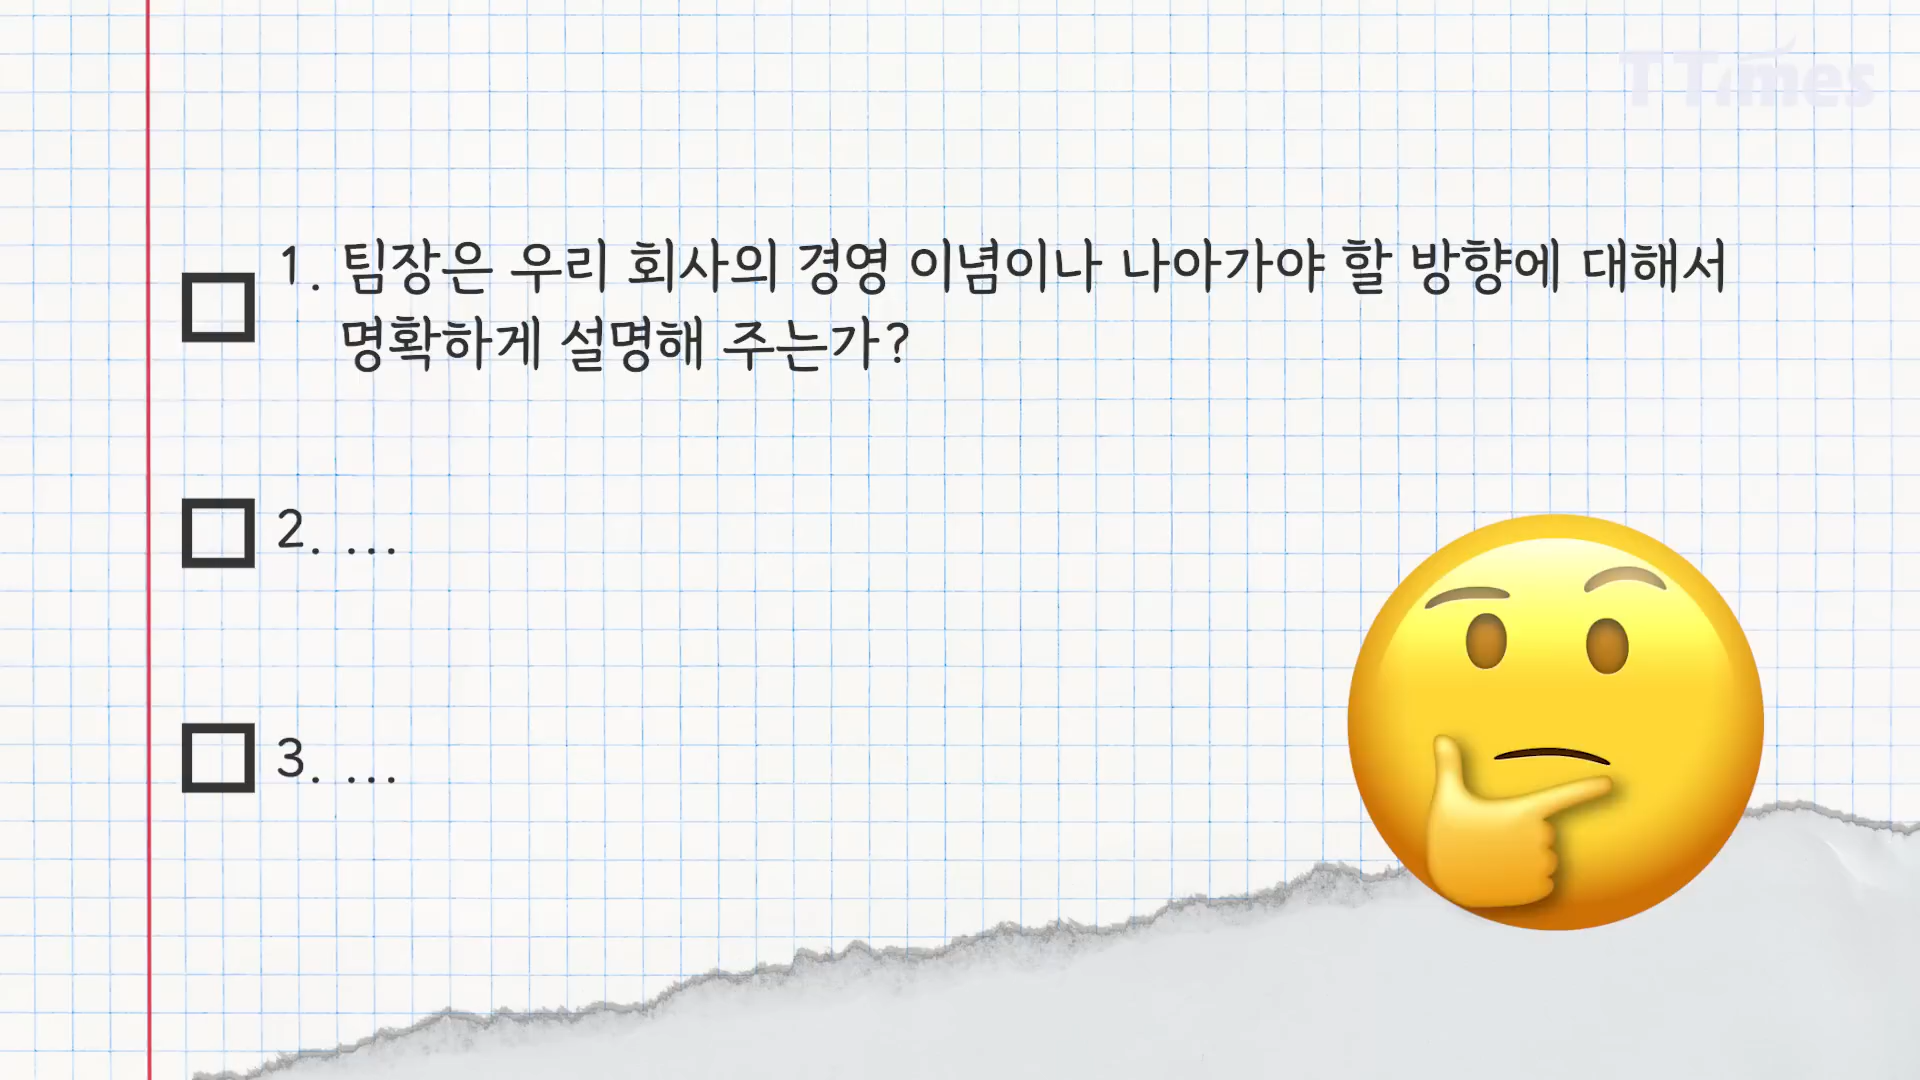 TTimes
1. 팀장은 우리 회사의 경영 이념이나 나아가야 할 방향에 대해서
명확하게 설명해 주는가?
2. ...
3. ...